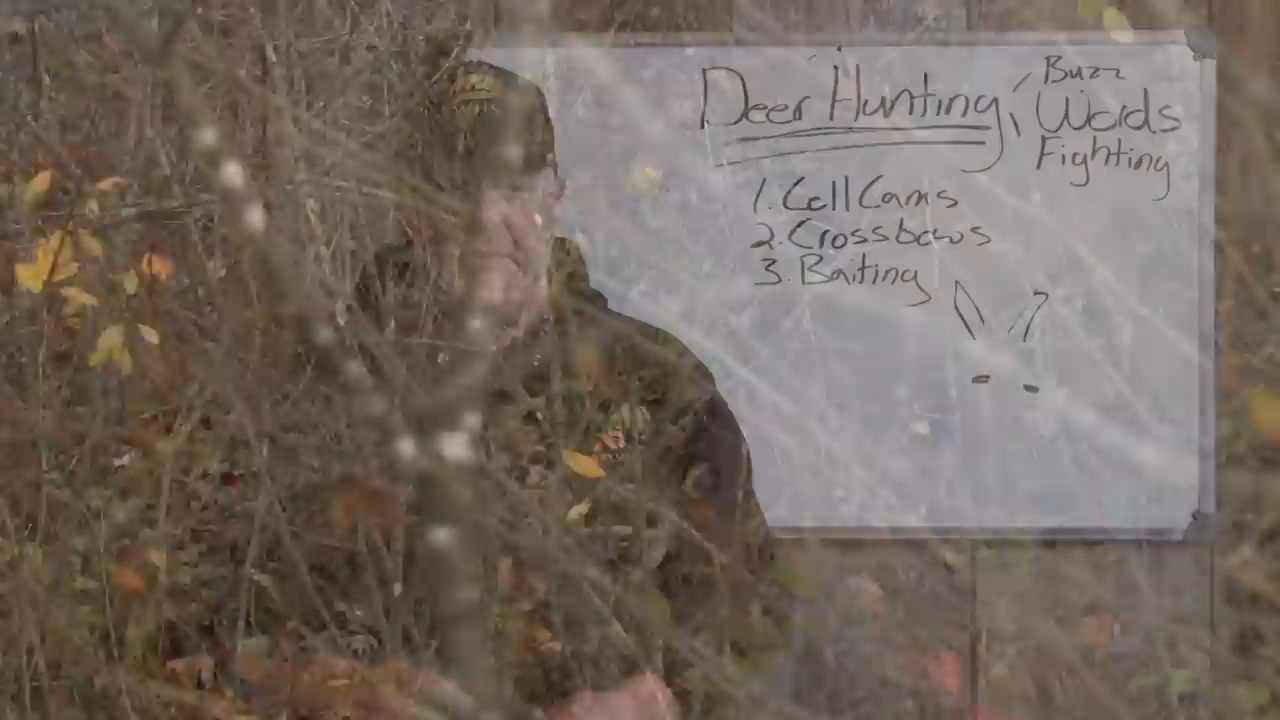 Deer Hunting
Buzz
Words
Fighting
1. Cell Cams
2. Crossbows
3. Baiting